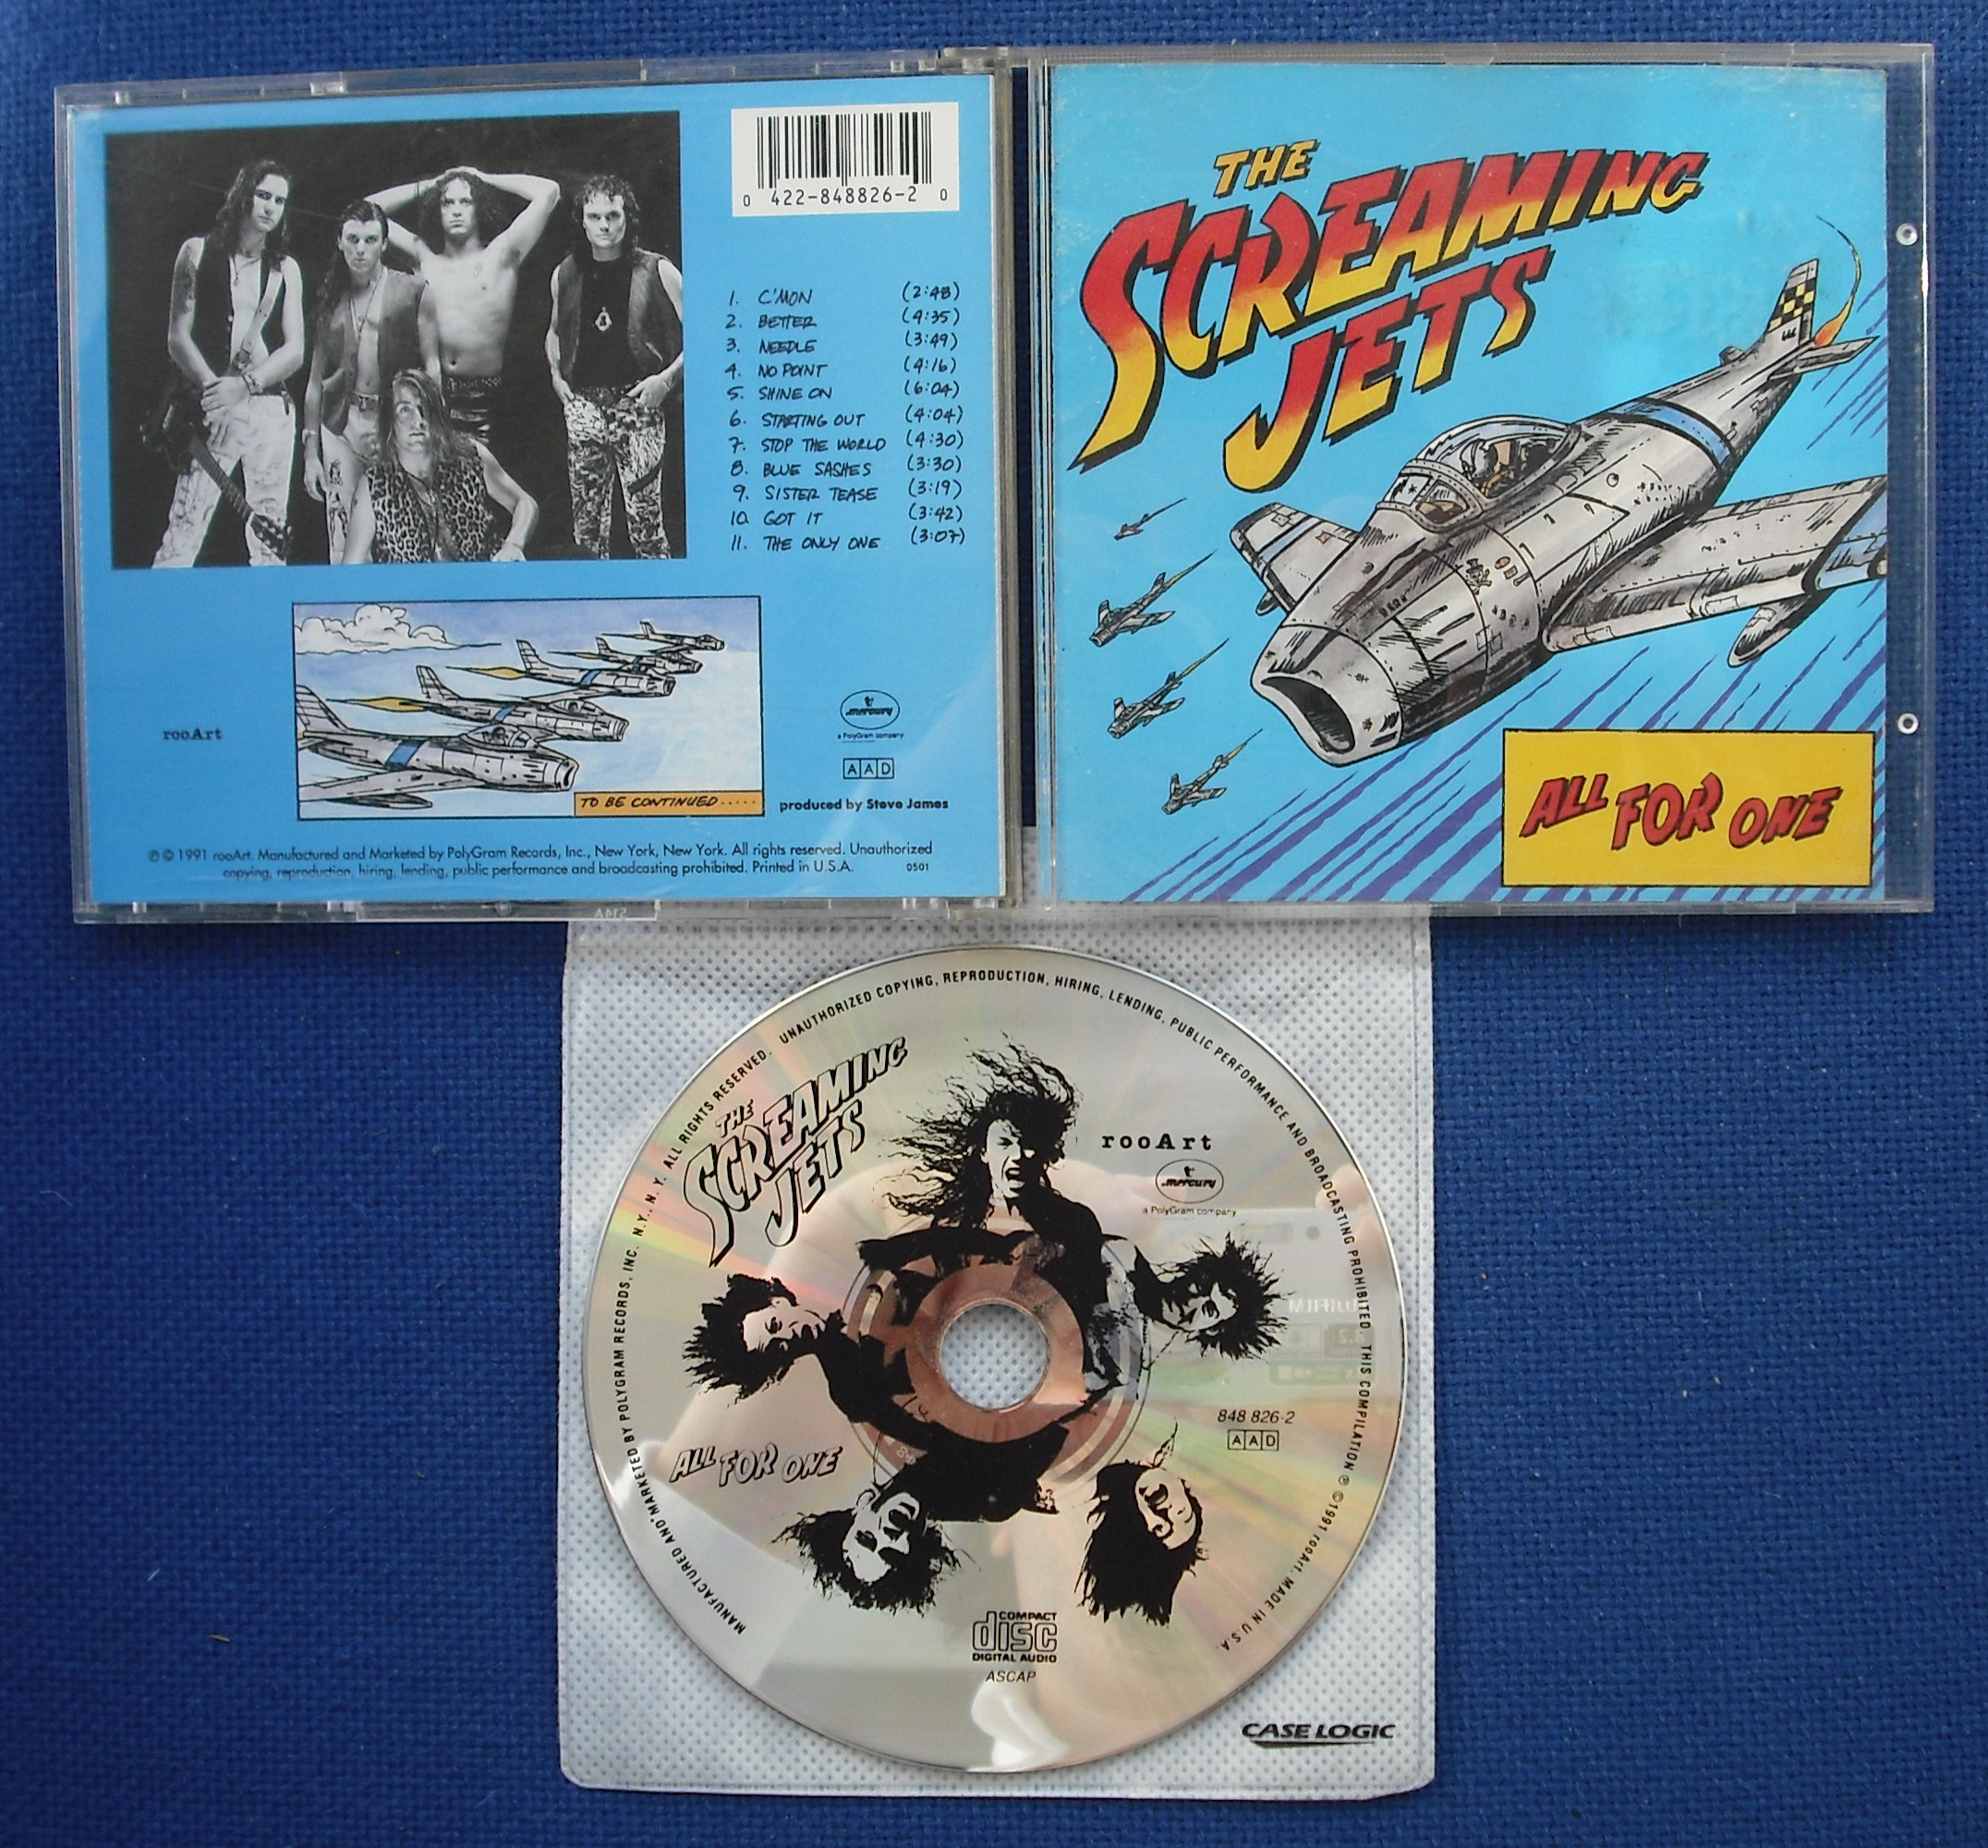 0 422-848826-2 0
1. C'MON (2:48)
2. BETTER (4:35)
3. NEEDLE (3:49)
4. NO POINT (4:16)
5. SHINE ON (6:04)
6. STARTING OUT (4:04)
7. STOP THE WORLD (4:30)
8. BLUE SASHES (3:30)
9. SISTER TEASE (3:19)
10. GOT IT (3:42)
11. THE ONLY ONE (3:07)
rooArt
mercury
a PolyGram company
AAD
TO BE CONTINUED.....
produced by Steve James
℗ © 1991 rooArt. Manufactured and Marketed by PolyGram Records, Inc., New York, New York. All rights reserved. Unauthorized
copying, reproduction, hiring, lending, public performance and broadcasting prohibited. Printed in U.S.A. 0501
THE
SCREAMING
JETS
ALL FOR ONE
MANUFACTURED AND MARKETED BY POLYGRAM RECORDS, INC. N.Y., N.Y. ALL RIGHTS RESERVED. UNAUTHORIZED COPYING, REPRODUCTION, HIRING, LENDING, PUBLIC PERFORMANCE AND BROADCASTING PROHIBITED THIS COMPILATION ℗ ©1991 rooArt. MADE IN U.S.A.
THE
SCREAMING
JETS
rooArt
mercury
a PolyGram company
848 826-2
AAD
ALL FOR ONE
COMPACT
disc
DIGITAL AUDIO
ASCAP
CASE LOGIC